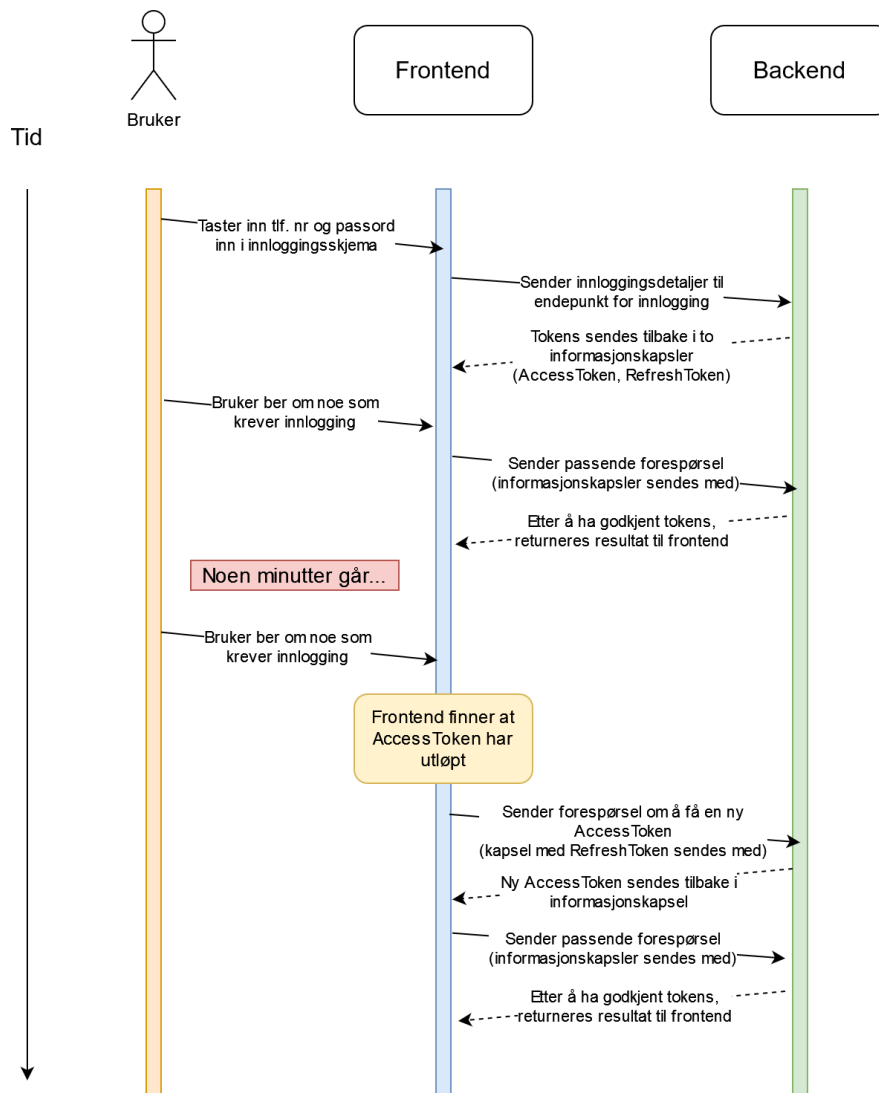 Bruker
Frontend
Backend
Tid
Taster inn tlf. nr og passord
inn i innloggingsskjema
Sender innloggingsdetaljer til
endepunkt for innlogging
Tokens sendes tilbake i to
informasjonskapsler
(AccessToken, RefreshToken)
Bruker ber om noe som
krever innlogging
Sender passende forespørsel
(informasjonskapsler sendes med)
Etter å ha godkjent tokens,
returneres resultat til frontend
Noen minutter går...
Bruker ber om noe som
krever innlogging
Frontend finner at
AccessToken har
utløpt
Sender forespørsel om å få en ny
AccessToken
(kapsel med RefreshToken sendes med)
Ny AccessToken sendes tilbake i
informasjonskapsel
Sender passende forespørsel
(informasjonskapsler sendes med)
Etter å ha godkjent tokens,
returneres resultat til frontend